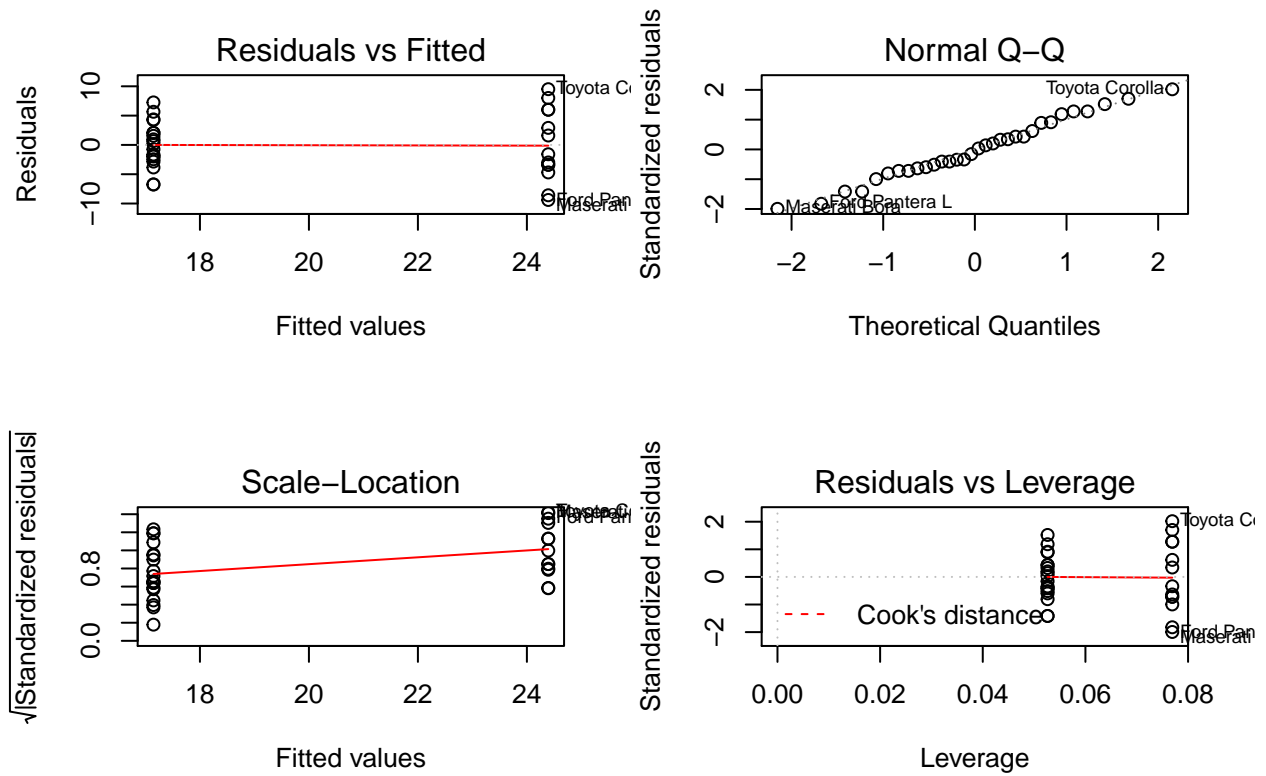 Residuals vs Fitted
Residuals
10
0
−10
Toyota Co
Ford Pan
Maserati
18 20 22 24
Fitted values
Normal Q−Q
Standardized residuals
2
0
−2
Toyota Corolla
Ford Pantera L
Maserati Bora
−2 −1 0 1 2
Theoretical Quantiles
Scale−Location
√|Standardized residuals|
0.8
0.0
Toyota C
Maserati
Ford Pan
18 20 22 24
Fitted values
Residuals vs Leverage
Standardized residuals
2
0
−2
Toyota Co
Ford Pan
Maserati
Cook's distance
0.00 0.02 0.04 0.06 0.08
Leverage